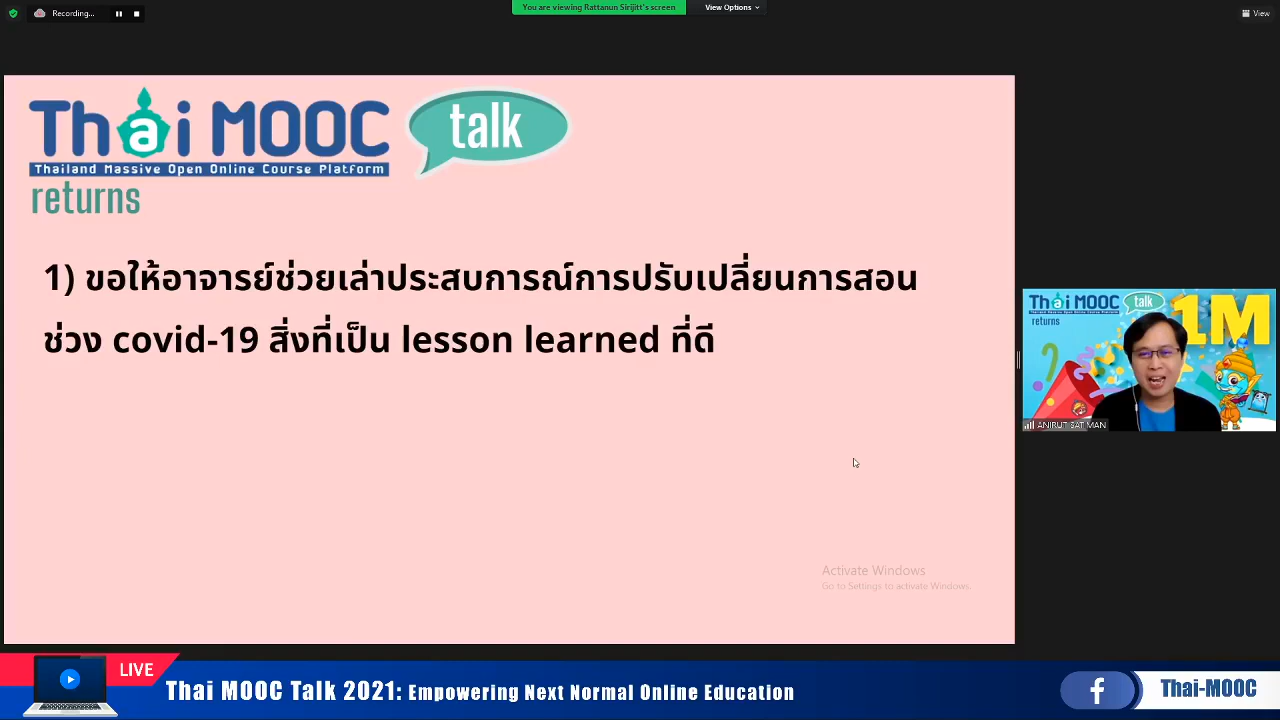 Recording...
You are viewing Rattanun Sirijitt's screen
View Options
View
Thai MOOC talk
Thailand Massive Open Online Course Platform
returns
1) ขอให้อาจารย์ช่วยเล่าประสบการณ์การปรับเปลี่ยนการสอน
ช่วง covid-19 สิ่งที่เป็น lesson learned ที่ดี
Thai MOOC talk
returns
1M
ANIRUT SATIMAN
Activate Windows
Go to Settings to activate Windows.
LIVE
Thai MOOC Talk 2021: Empowering Next Normal Online Education
f Thai-MOOC